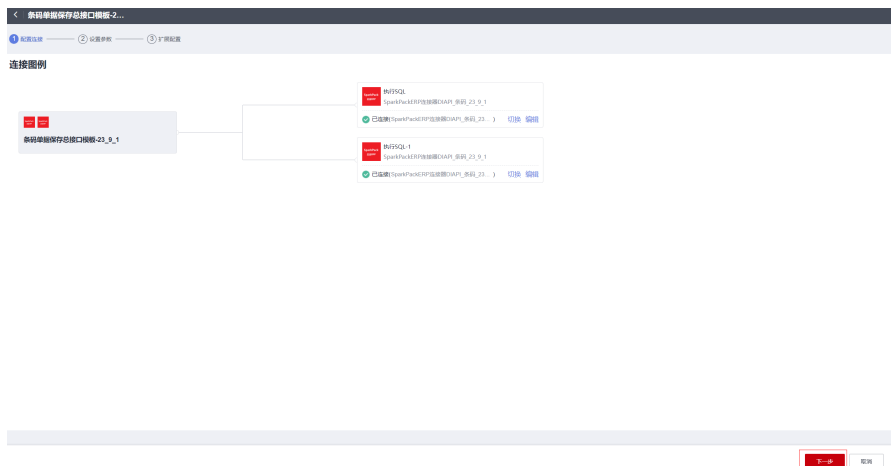 条码单据保存总接口模板-2...
1 配置连接 2 设置参数 3 扩展配置
连接图例
执行SQL
SparkPackERP连接器DIAPI_条码_23_9_1
已连接(SparkPackERP连接器DIAPI_条码_23... ) 切换 编辑
条码单据保存总接口模板-23_9_1
执行SQL-1
SparkPackERP连接器DIAPI_条码_23_9_1
已连接(SparkPackERP连接器DIAPI_条码_23... ) 切换 编辑
下一步 取消